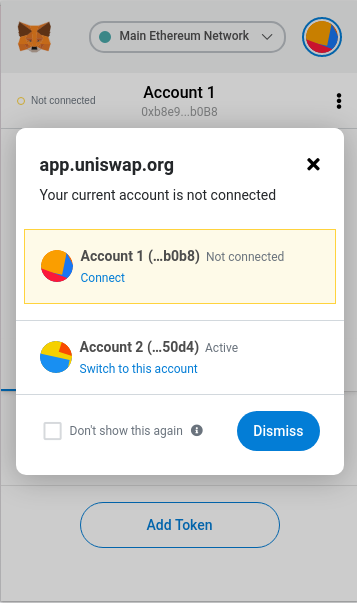 Main Ethereum Network
Not connected
Account 1
0xb8e9...b0B8
app.uniswap.org
Your current account is not connected
Account 1 (...b0b8) Not connected
Connect
Account 2 (...50d4) Active
Switch to this account
Don't show this again
Dismiss
Add Token